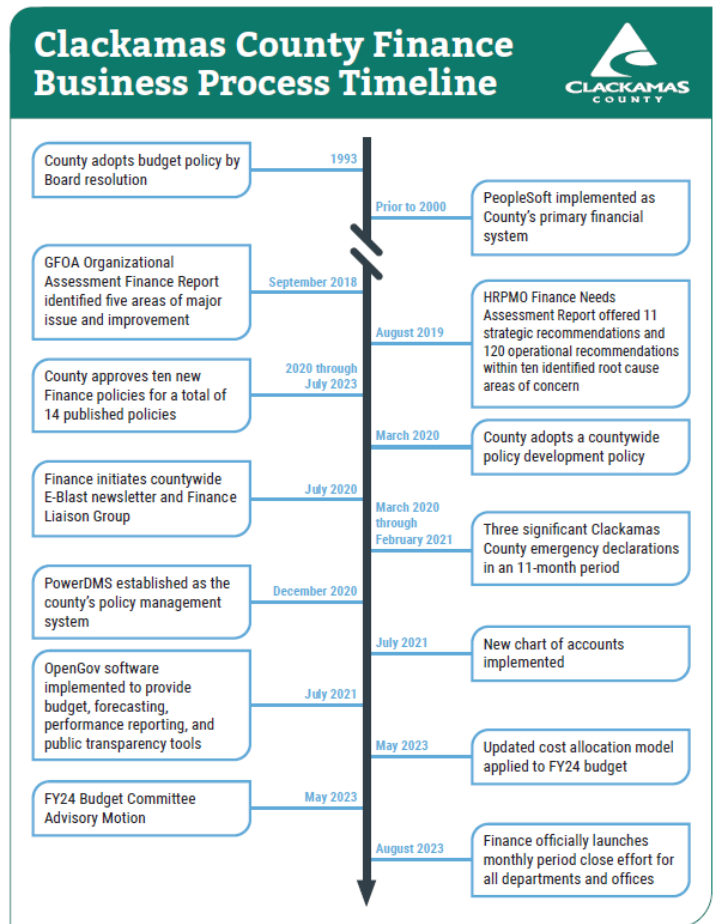 Clackamas County Finance
Business Process Timeline
CLACKAMAS
COUNTY
1993
County adopts budget policy by
Board resolution
Prior to 2000
PeopleSoft implemented as
County's primary financial
system
September 2018
GFOA Organizational
Assessment Finance Report
identified five areas of major
issue and improvement
August 2019
HRPMO Finance Needs
Assessment Report offered 11
strategic recommendations and
120 operational recommendations
within ten identified root cause
areas of concern
2020 through
July 2023
County approves ten new
Finance policies for a total of
14 published policies
March 2020
County adopts a countywide
policy development policy
July 2020
Finance initiates countywide
E-Blast newsletter and Finance
Liaison Group
March 2020
through
February 2021
Three significant Clackamas
County emergency declarations
in an 11-month period
December 2020
PowerDMS established as the
county's policy management
system
July 2021
New chart of accounts
implemented
July 2021
OpenGov software
implemented to provide
budget, forecasting,
performance reporting, and
public transparency tools
May 2023
Updated cost allocation model
applied to FY24 budget
May 2023
FY24 Budget Committee
Advisory Motion
August 2023
Finance officially launches
monthly period close effort for
all departments and offices